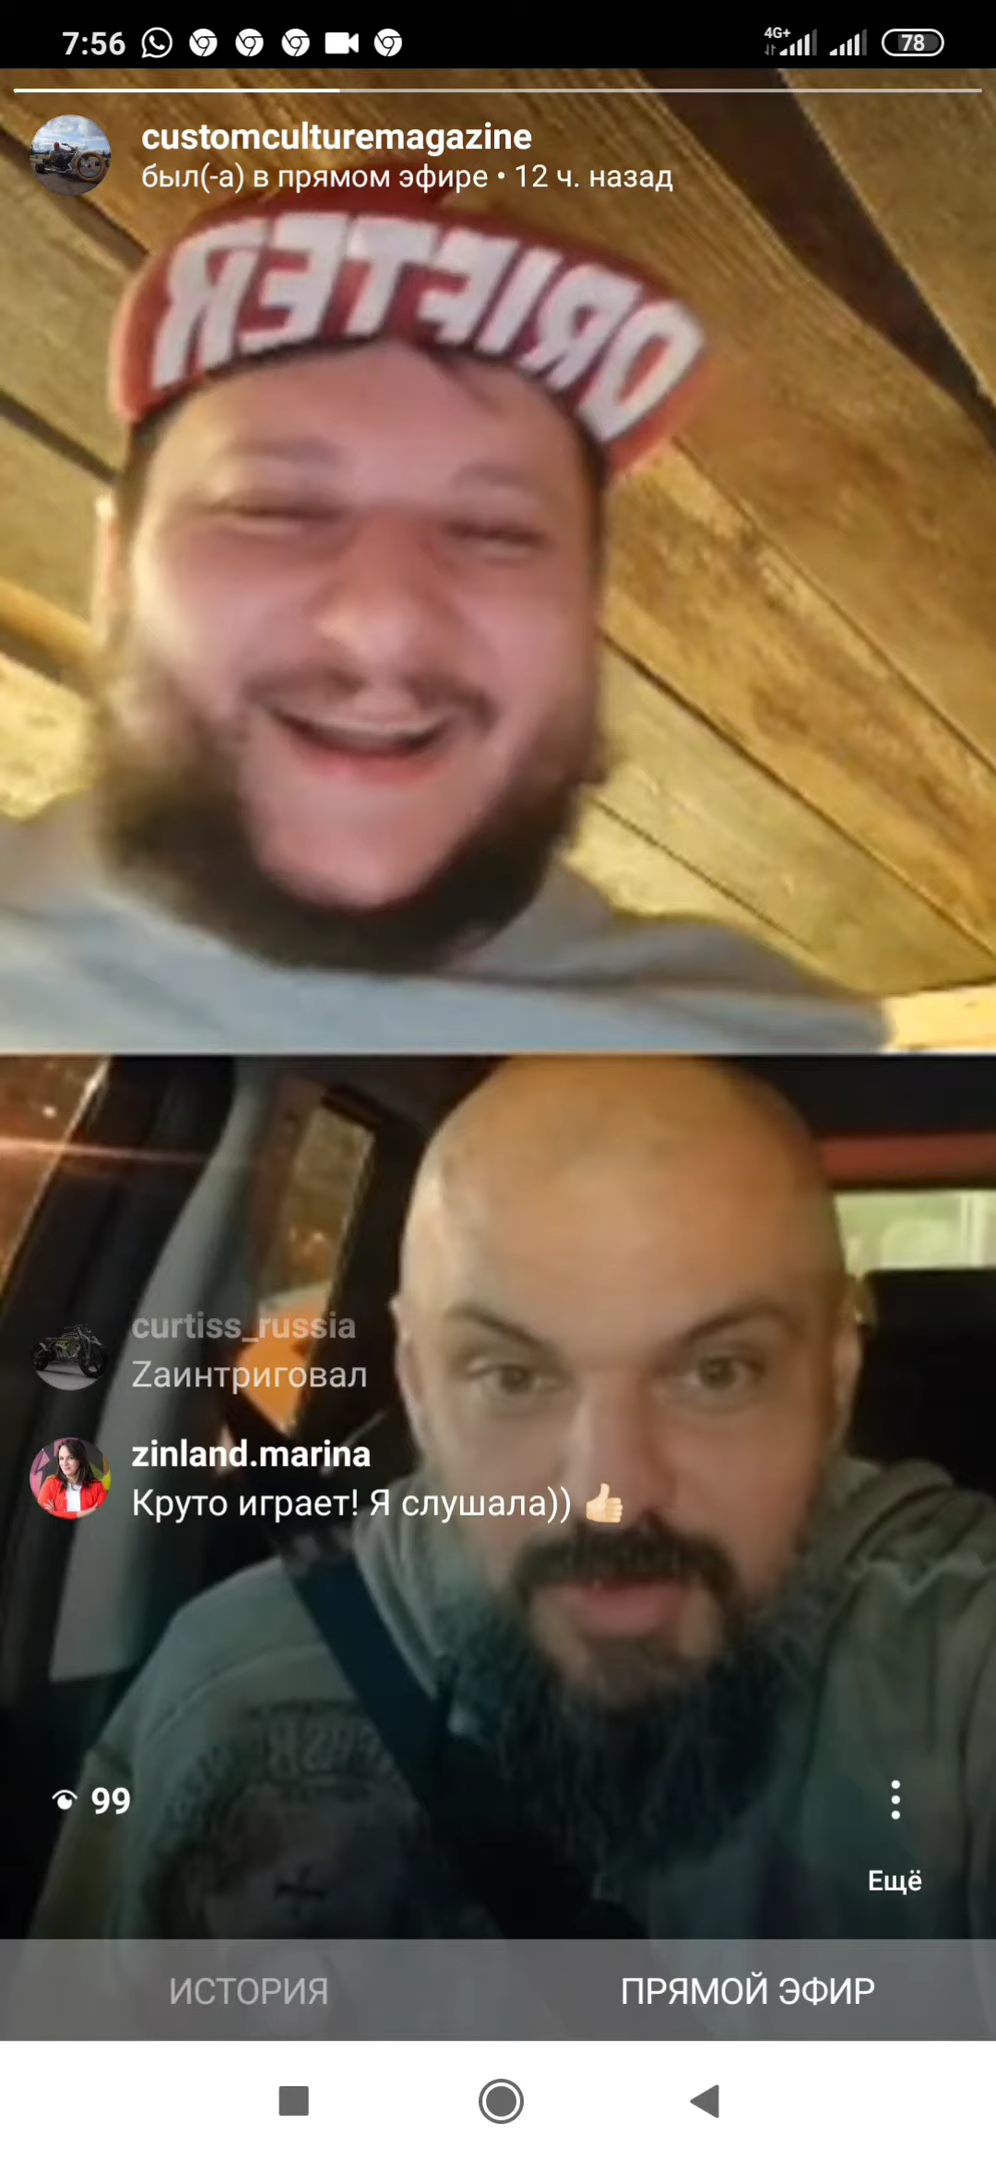 7:56
4G+
78
customculturemagazine
был(-а) в прямом эфире • 12 ч. назад
DRIFTER
curtiss_russia
Zаинтриговал
zinland.marina
Круто играет! Я слушала)) 👍🏻
99
Ещё
ИСТОРИЯ
ПРЯМОЙ ЭФИР